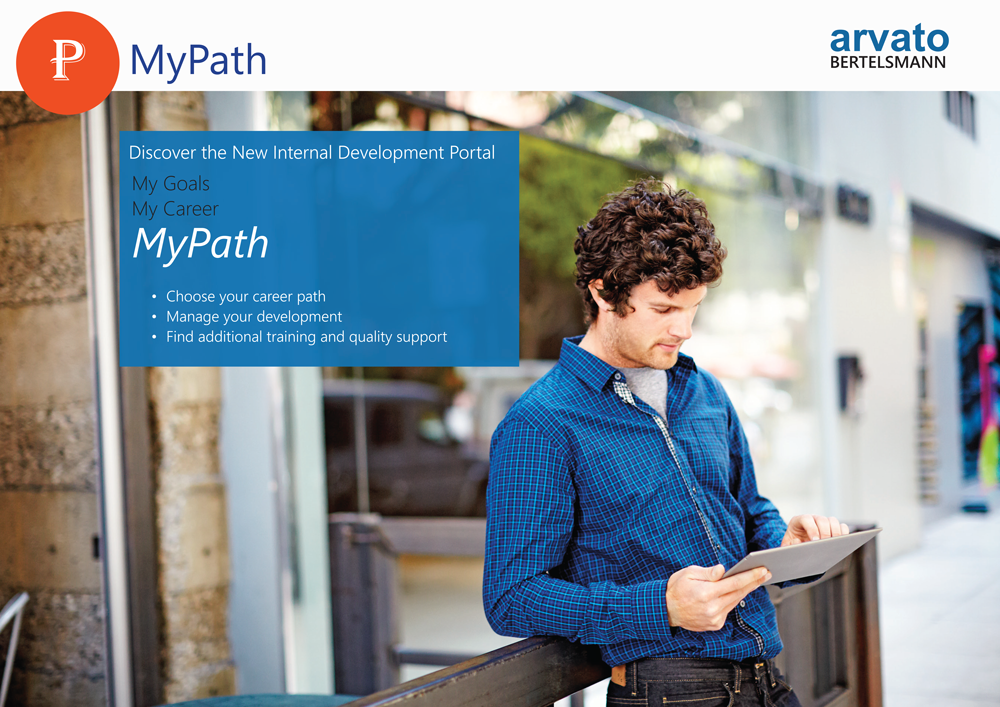 P
MyPath
arvato
BERTELSMANN
Discover the New Internal Development Portal
My Goals
My Career
MyPath
• Choose your career path
• Manage your development
• Find additional training and quality support